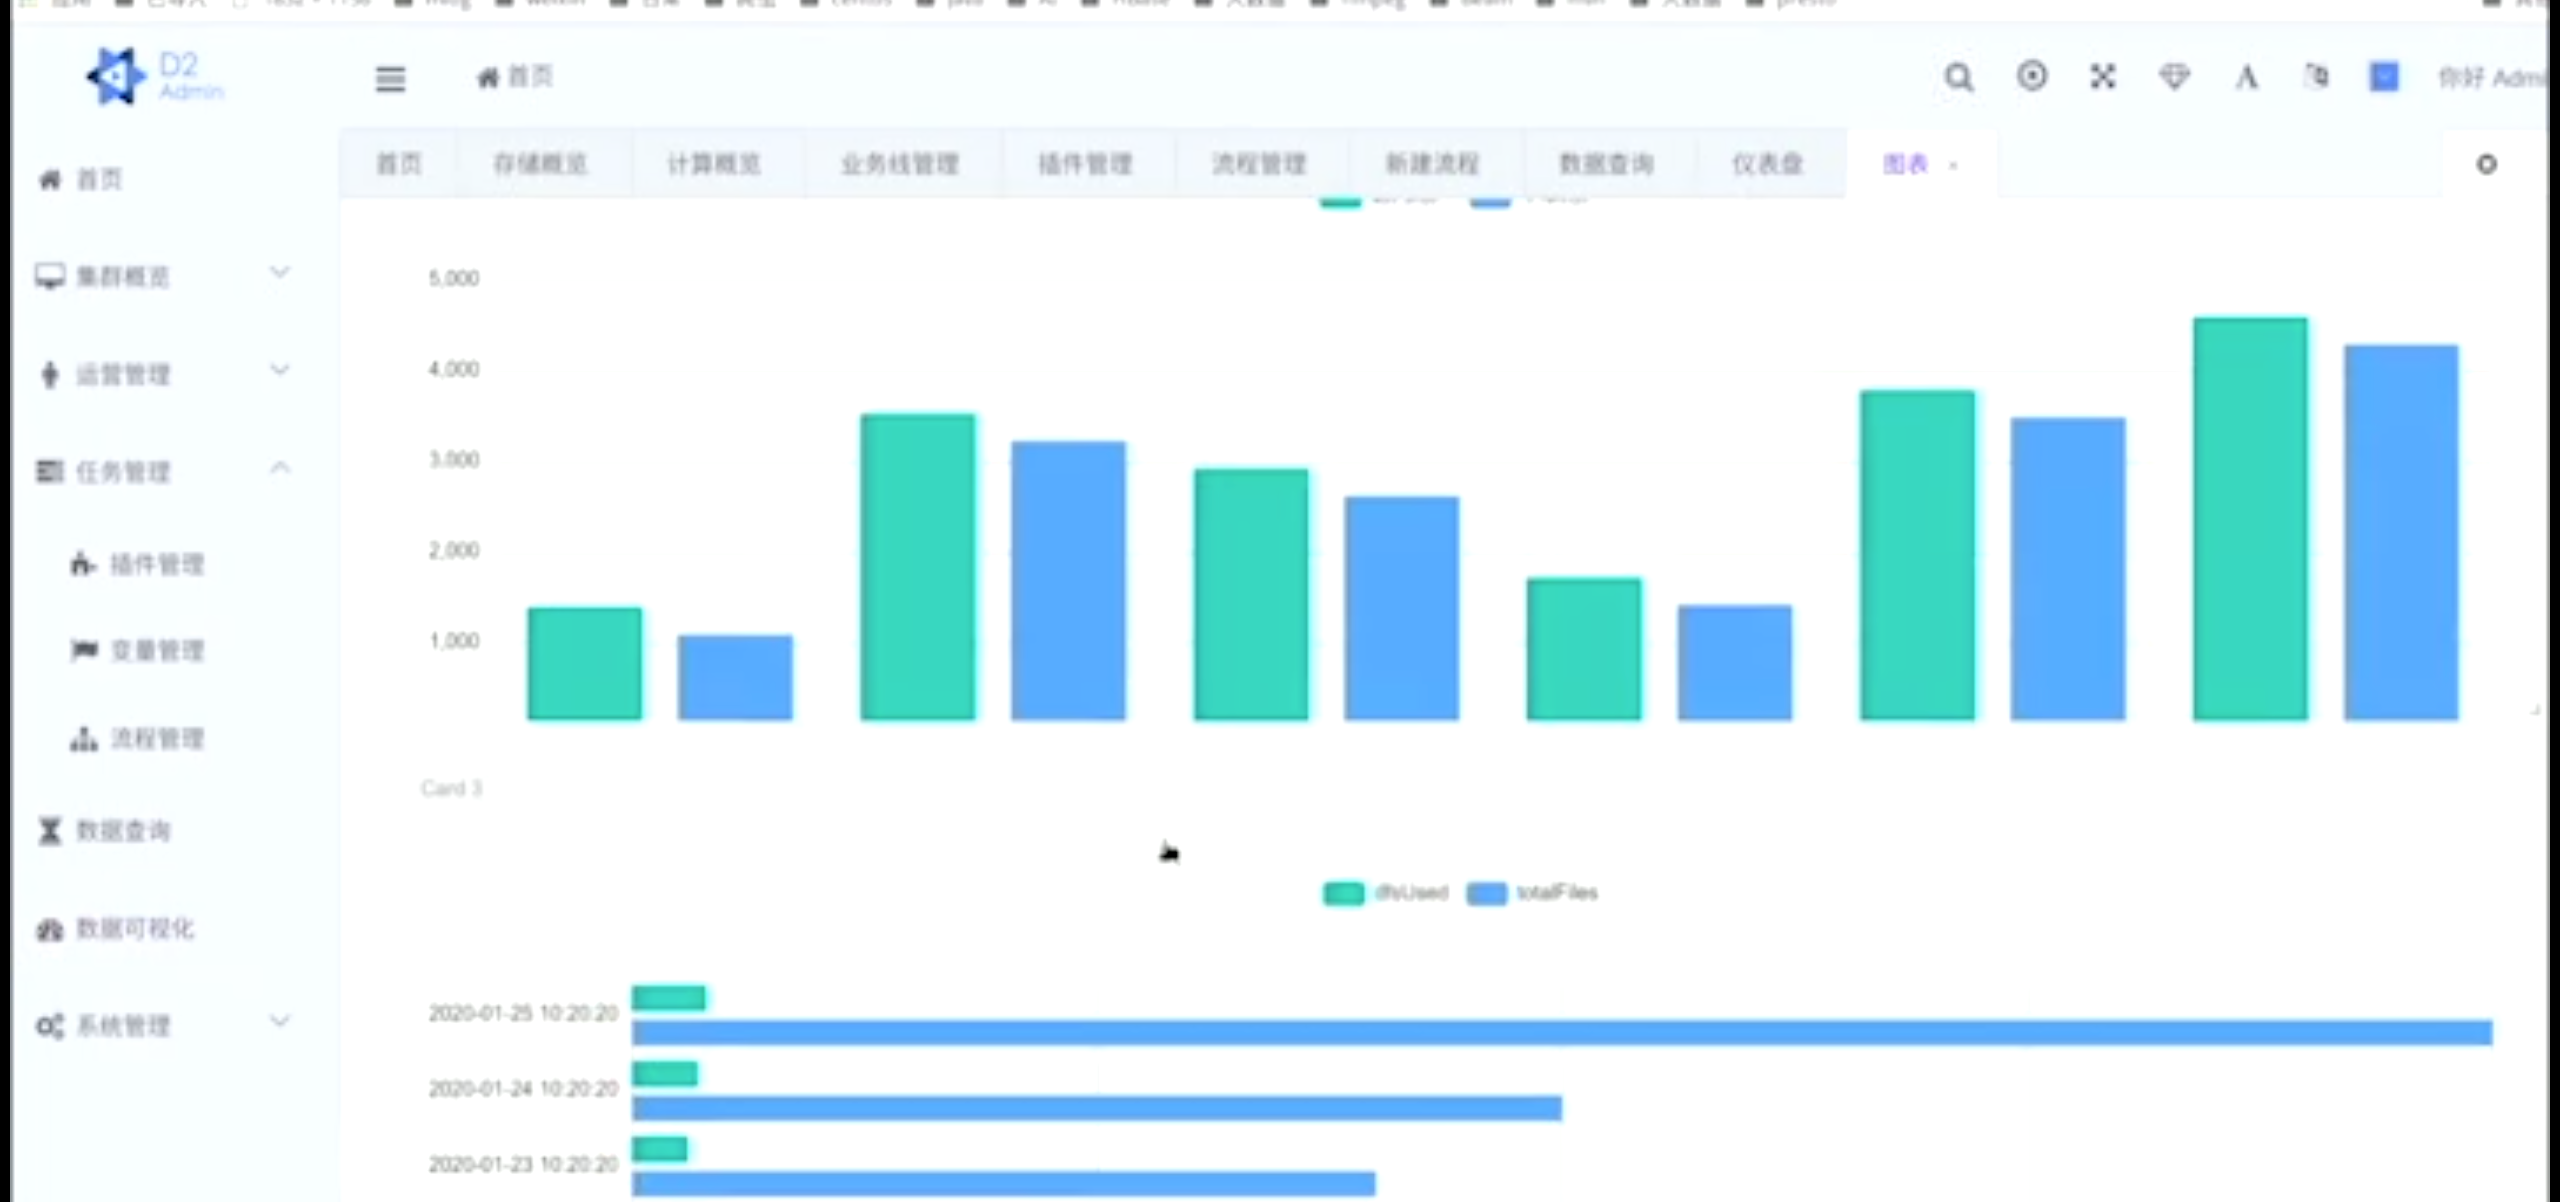 D2
Admin
首页
你好 Admi
首页
存储概览
计算概览
业务线管理
插件管理
流程管理
新建流程
数据查询
仪表盘
图表
首页
集群概览
运营管理
任务管理
插件管理
变量管理
流程管理
数据查询
数据可视化
系统管理
5,000
4,000
3,000
2,000
1,000
Card 3
dfsUsed
totalFiles
2020-01-25 10:20:20
2020-01-24 10:20:20
2020-01-23 10:20:20